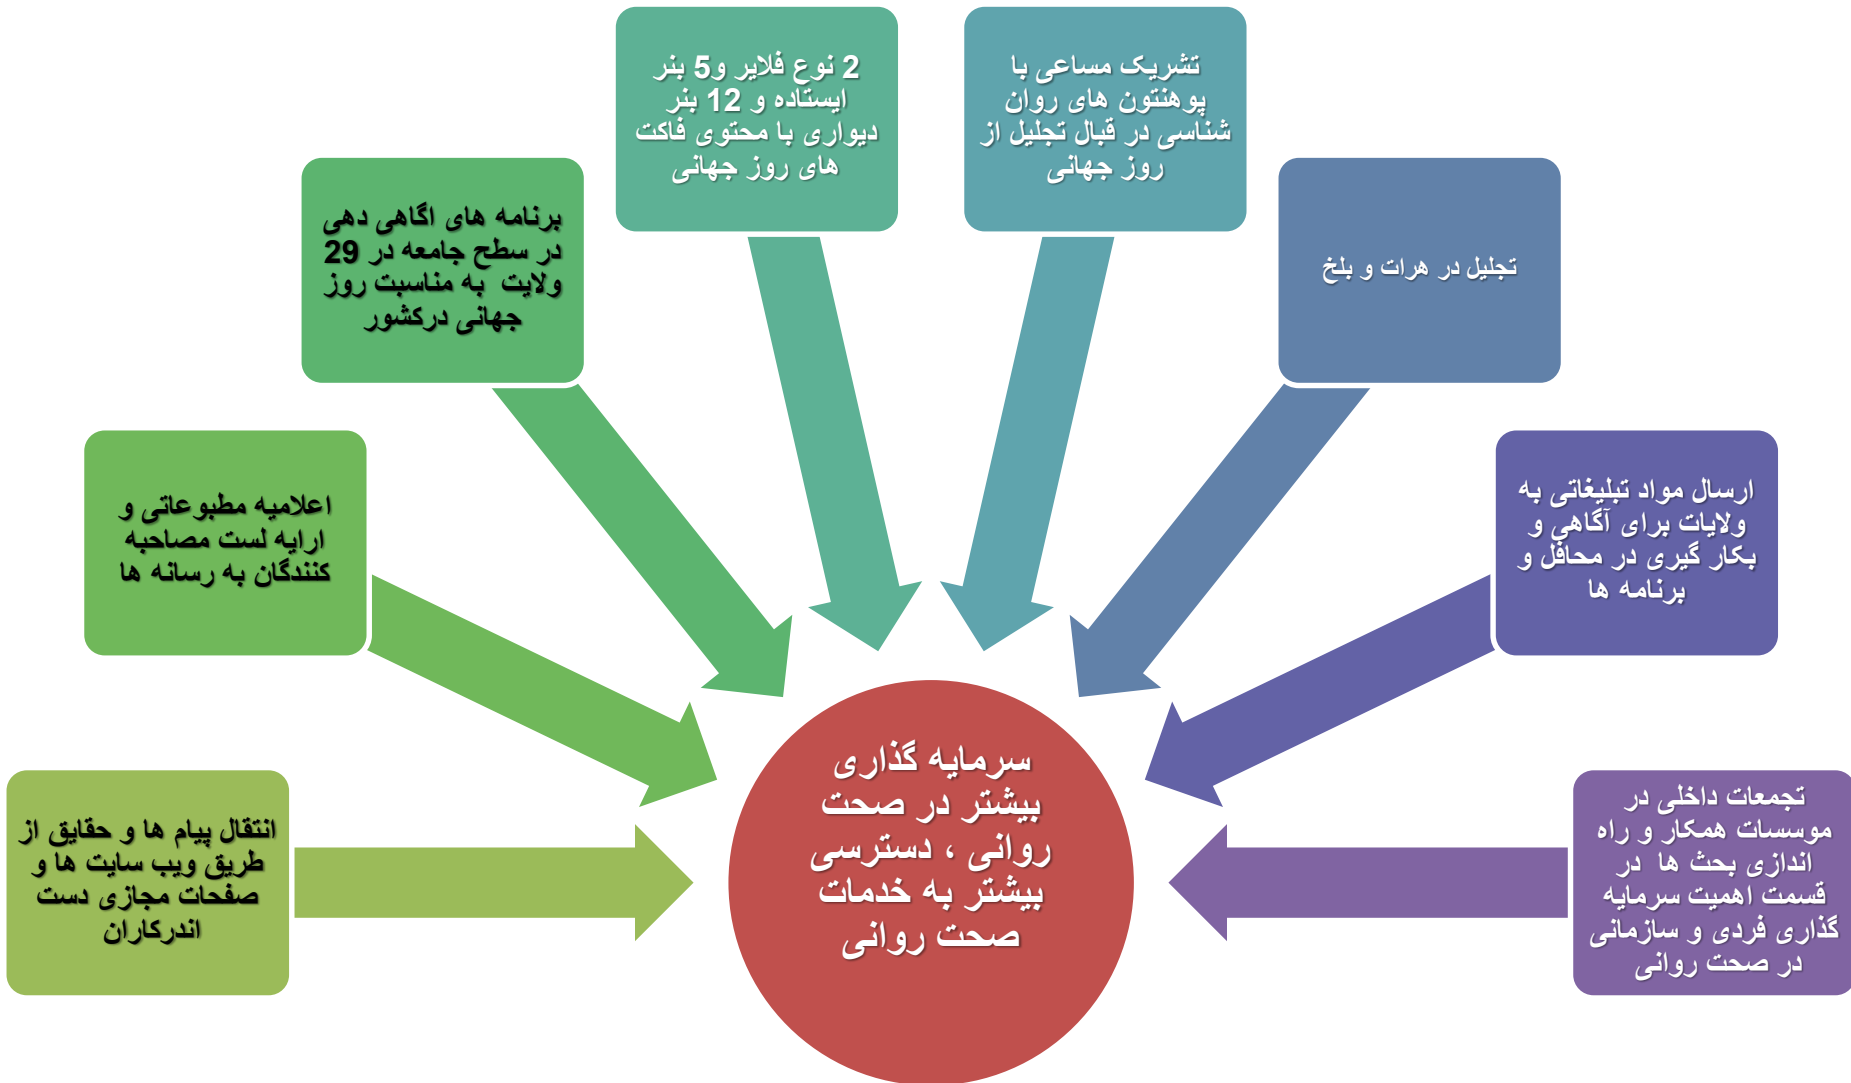 2 نوع فلایر و5 بنر
ایستاده و 12 بنر
دیواری با محتوی فاکت
های روز جهانی
تشریک مساعی با
پوهنتون های روان
شناسی در قبال تجلیل از
روز جهانی
برنامه های اگاهی دهی
در سطح جامعه در 29
ولایت به مناسبت روز
جهانی درکشور
تجلیل در هرات و بلخ
اعلامیه مطبوعاتی و
ارایه لست مصاحبه
کنندگان به رسانه ها
ارسال مواد تبلیغاتی به
ولایات برای آگاهی و
بکار گیری در محافل و
برنامه ها
انتقال پیام ها و حقایق از
طریق ویب سایت ها و
صفحات مجازی دست
اندرکاران
سرمایه گذاری
بیشتر در صحت
روانی ، دسترسی
بیشتر به خدمات
صحت روانی
تجمعات داخلی در
موسسات همکار و راه
اندازی بحث ها در
قسمت اهمیت سرمایه
گذاری فردی و سازمانی
در صحت روانی